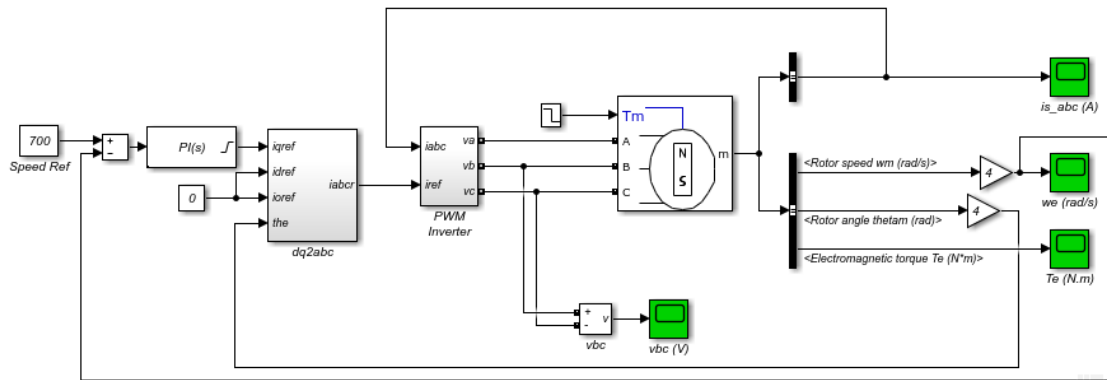 700
Speed Ref
+
−
PI(s)
0
iqref
idref
ioref
the
iabcr
dq2abc
iabc
iref
va
vb
vc
PWM
Inverter
Tm
A
B
C
N
S
m
is_abc (A)
<Rotor speed wm (rad/s)>
4
we (rad/s)
<Rotor angle thetam (rad)>
4
<Electromagnetic torque Te (N*m)>
Te (N.m)
+
-
v
vbc
vbc (V)